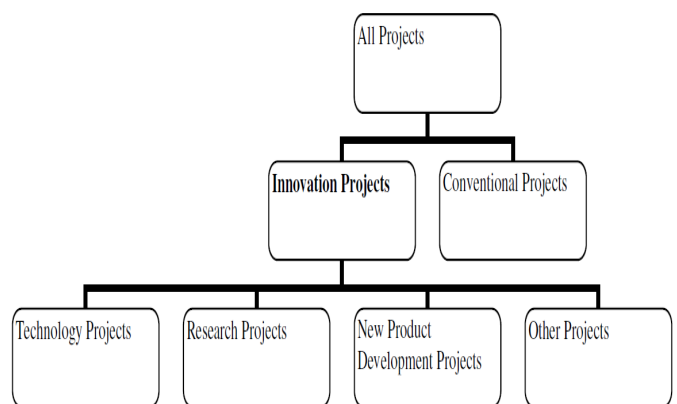 All Projects
Innovation Projects
Conventional Projects
Technology Projects
Research Projects
New Product
Development Projects
Other Projects